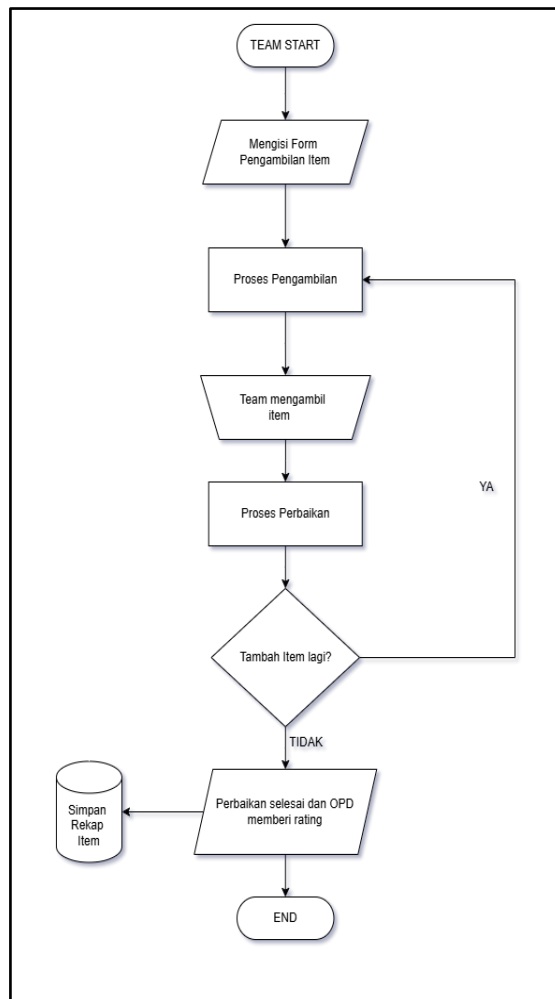 TEAM START
Mengisi Form
Pengambilan Item
Proses Pengambilan
Team mengambil
item
Proses Perbaikan
YA
Tambah Item lagi?
TIDAK
Perbaikan selesai dan OPD
memberi rating
Simpan
Rekap
Item
END